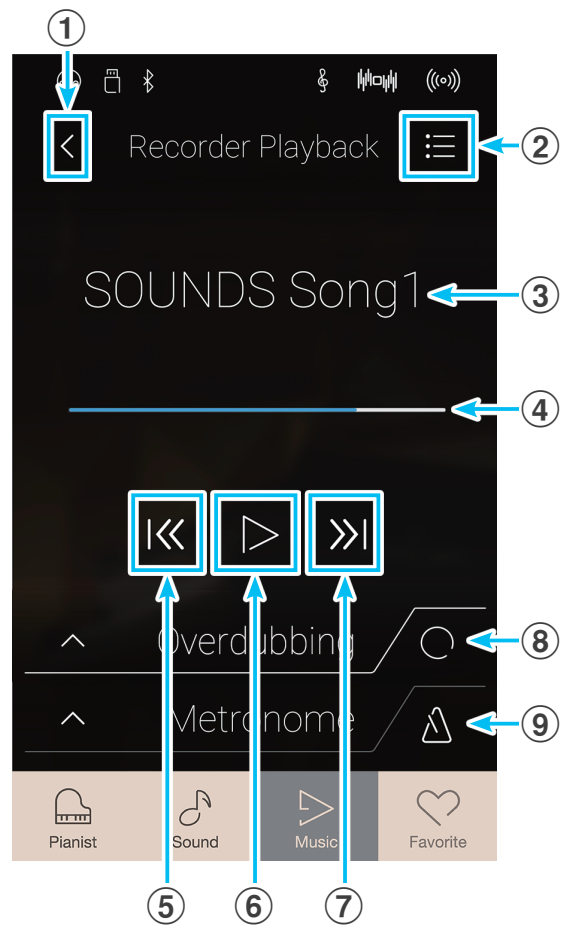 ①
Recorder Playback
②
SOUNDS Song1
③
④
Overdubbing
⑧
Metronome
⑨
Pianist Sound Music Favorite
⑤ ⑥ ⑦